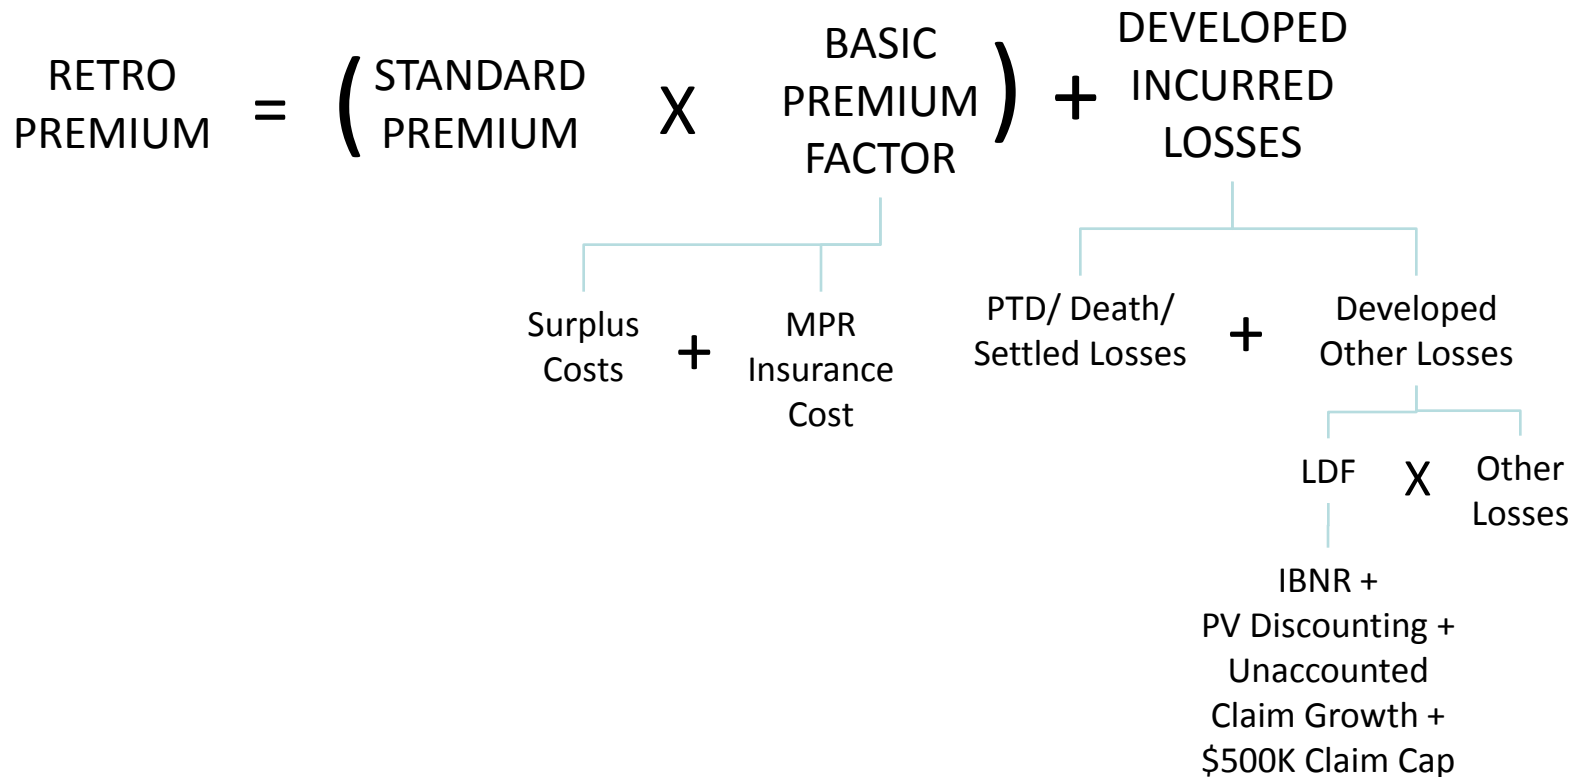 RETRO
PREMIUM
=
(
STANDARD
PREMIUM
X
BASIC
PREMIUM
FACTOR
)
+
DEVELOPED
INCURRED
LOSSES
Surplus
Costs
+
MPR
Insurance
Cost
PTD/ Death/
Settled Losses
+
Developed
Other Losses
LDF
X
Other
Losses
IBNR +
PV Discounting +
Unaccounted
Claim Growth +
$500K Claim Cap